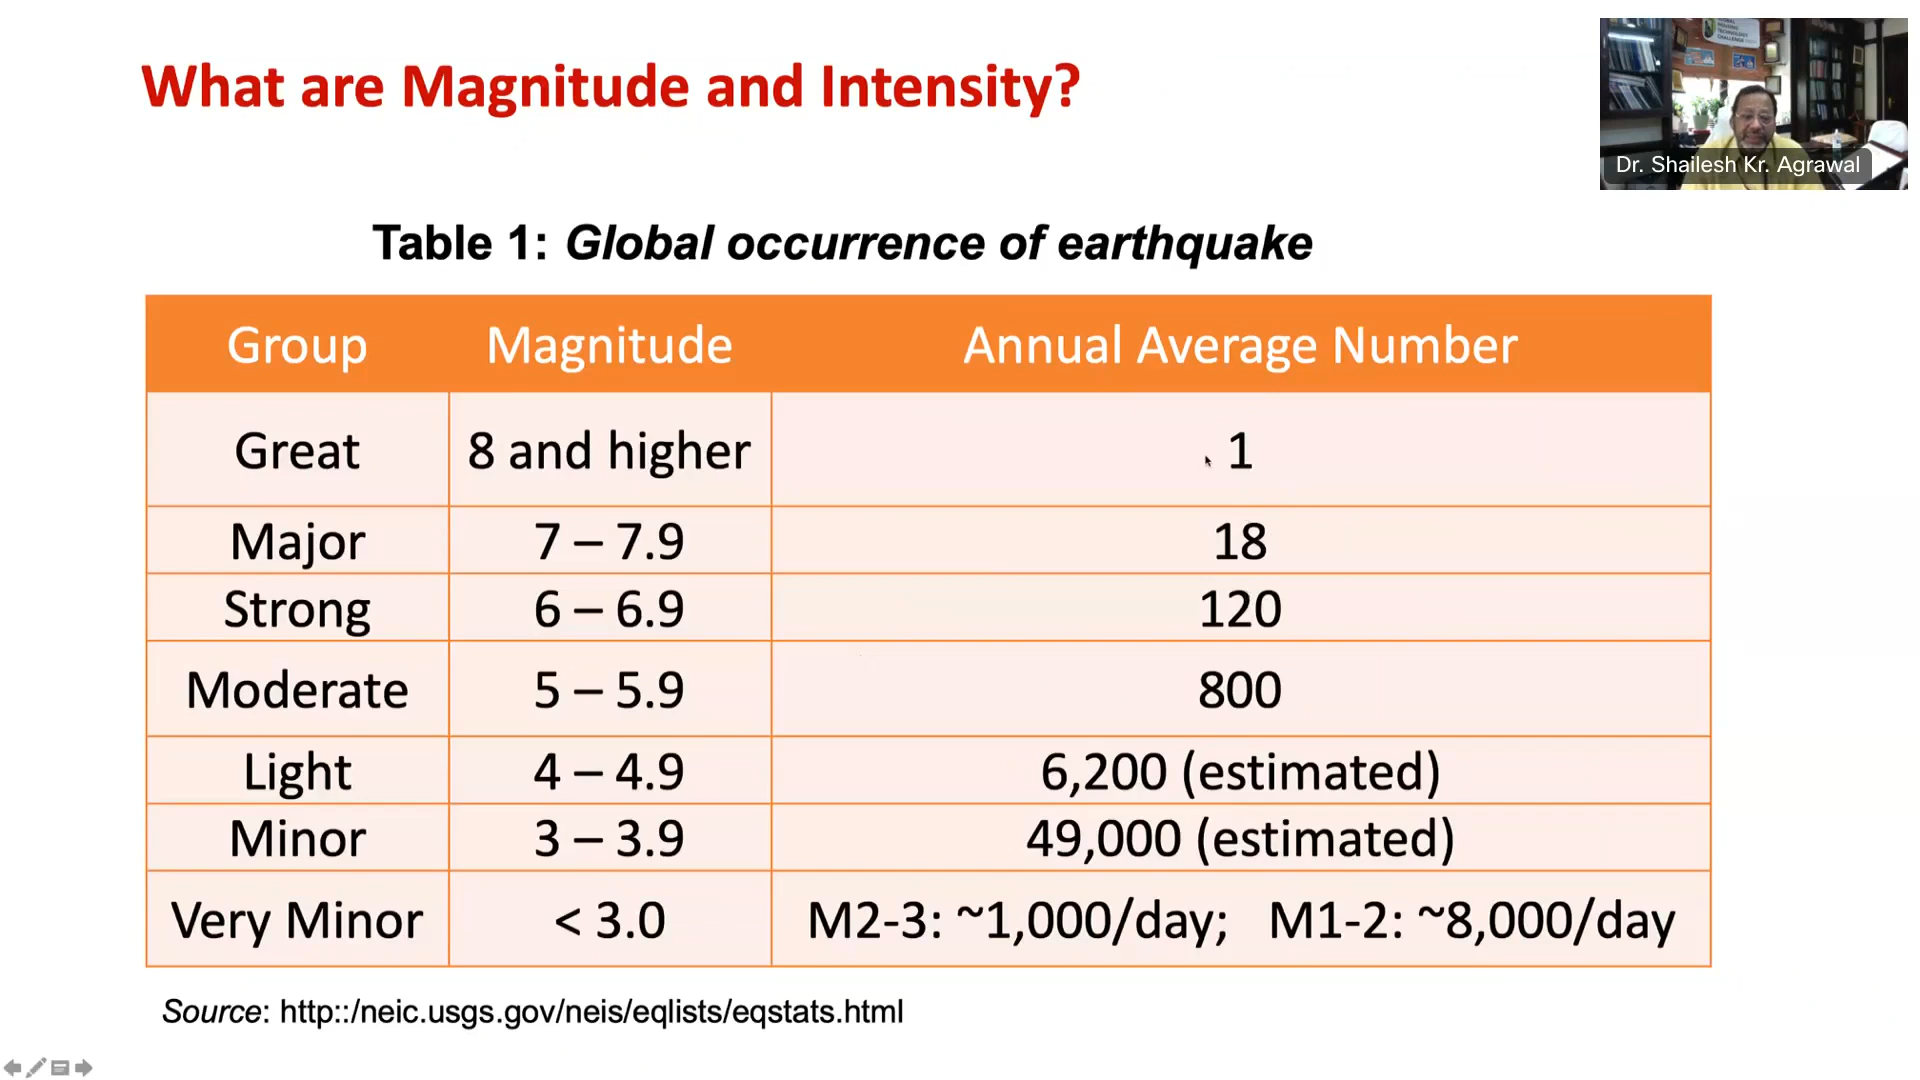 What are Magnitude and Intensity?
GLOBAL
HOUSING
TECHNOLOGY
CHALLENGE
Dr. Shailesh Kr. Agrawal
Table 1: Global occurrence of earthquake
Group Magnitude Annual Average Number
Great 8 and higher 1
Major 7 – 7.9 18
Strong 6 – 6.9 120
Moderate 5 – 5.9 800
Light 4 – 4.9 6,200 (estimated)
Minor 3 – 3.9 49,000 (estimated)
Very Minor < 3.0 M2-3: ~1,000/day; M1-2: ~8,000/day
Source: http::/neic.usgs.gov/neis/eqlists/eqstats.html